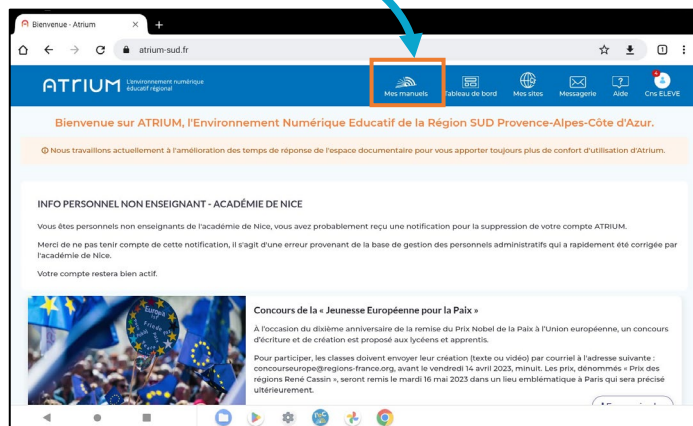 Bienvenue - Atrium
atrium-sud.fr
1
ATRIUM L'environnement numérique
éducatif régional
Mes manuels Tableau de bord Mes sites Messagerie Aide 4 Cns ELEVE
Bienvenue sur ATRIUM, l'Environnement Numérique Educatif de la Région SUD Provence-Alpes-Côte d'Azur.
Nous travaillons actuellement à l'amélioration des temps de réponse de l'espace documentaire pour vous apporter toujours plus de confort d'utilisation d'Atrium.
INFO PERSONNEL NON ENSEIGNANT - ACADÉMIE DE NICE
Vous êtes personnels non enseignants de l'académie de Nice, vous avez probablement reçu une notification pour la suppression de votre compte ATRIUM.
Merci de ne pas tenir compte de cette notification, il s'agit d'une erreur provenant de la base de gestion des personnels administratifs qui a rapidement été corrigée par
l'académie de Nice.
Votre compte restera bien actif.
Europa
Friede
Concours de la « Jeunesse Européenne pour la Paix »
À l'occasion du dixième anniversaire de la remise du Prix Nobel de la Paix à l'Union européenne, un concours
d'écriture et de création est proposé aux lycéens et apprentis.
Pour participer, les classes doivent envoyer leur création (texte ou vidéo) par courriel à l'adresse suivante :
concourseurope@regions-france.org, avant le vendredi 14 avril 2023, minuit. Les prix, dénommés « Prix des
régions René Cassin », seront remis le mardi 16 mai 2023 dans un lieu emblématique à Paris qui sera précisé
ultérieurement.